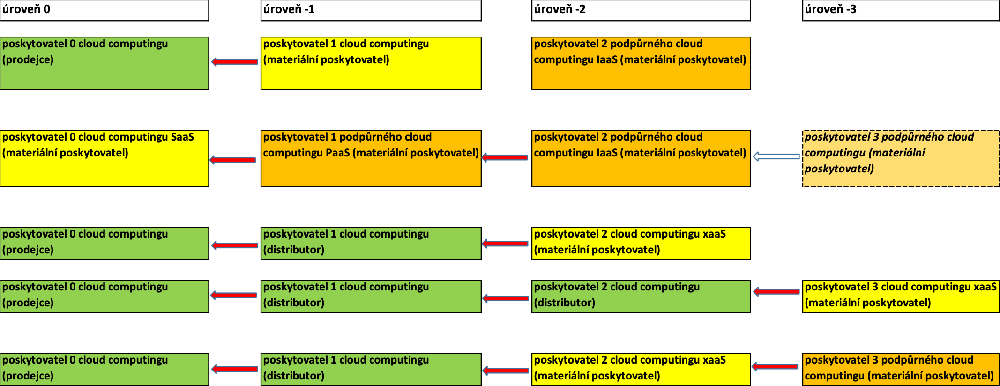 úroveň 0
úroveň -1
úroveň -2
úroveň -3
poskytovatel 0 cloud computingu
(prodejce)
poskytovatel 1 cloud computingu
(materiální poskytovatel)
poskytovatel 2 podpůrného cloud
computingu IaaS (materiální poskytovatel)
poskytovatel 0 cloud computingu SaaS
(materiální poskytovatel)
poskytovatel 1 podpůrného cloud
computingu PaaS (materiální poskytovatel)
poskytovatel 2 podpůrného cloud
computingu IaaS (materiální poskytovatel)
poskytovatel 3 podpůrného cloud
computingu (materiální
poskytovatel)
poskytovatel 0 cloud computingu
(prodejce)
poskytovatel 1 cloud computingu
(distributor)
poskytovatel 2 cloud computingu xaaS
(materiální poskytovatel)
poskytovatel 0 cloud computingu
(prodejce)
poskytovatel 1 cloud computingu
(distributor)
poskytovatel 2 cloud computingu
(distributor)
poskytovatel 3 cloud computingu xaaS
(materiální poskytovatel)
poskytovatel 0 cloud computingu
(prodejce)
poskytovatel 1 cloud computingu
(distributor)
poskytovatel 2 cloud computingu xaaS
(materiální poskytovatel)
poskytovatel 3 podpůrného cloud
computingu (materiální poskytovatel)